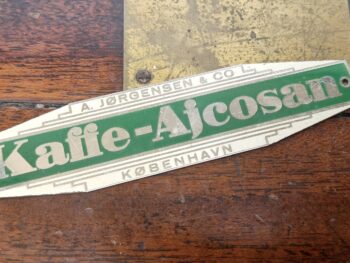 A. JØRGENSEN & CO
Kaffe-Ajcosan
KØBENHAVN